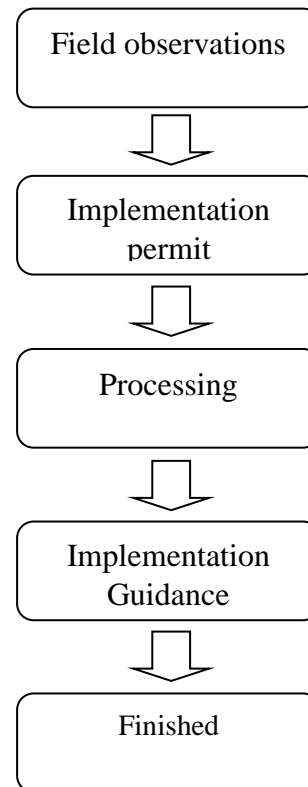 Field observations
Implementation
permit
Processing
Implementation
Guidance
Finished